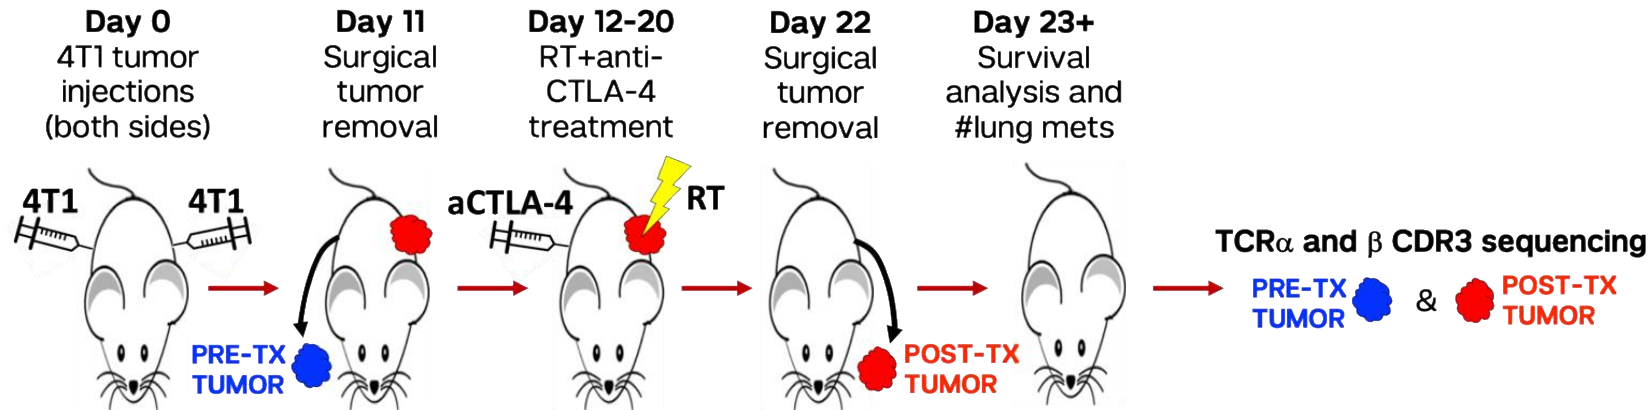 Day 0
4T1 tumor
injections
(both sides)
Day 11
Surgical
tumor
removal
Day 12-20
RT+anti-
CTLA-4
treatment
Day 22
Surgical
tumor
removal
Day 23+
Survival
analysis and
#lung mets
4T1
4T1
aCTLA-4
RT
PRE-TX
TUMOR
POST-TX
TUMOR
TCRα and β CDR3 sequencing
PRE-TX
TUMOR
&
POST-TX
TUMOR